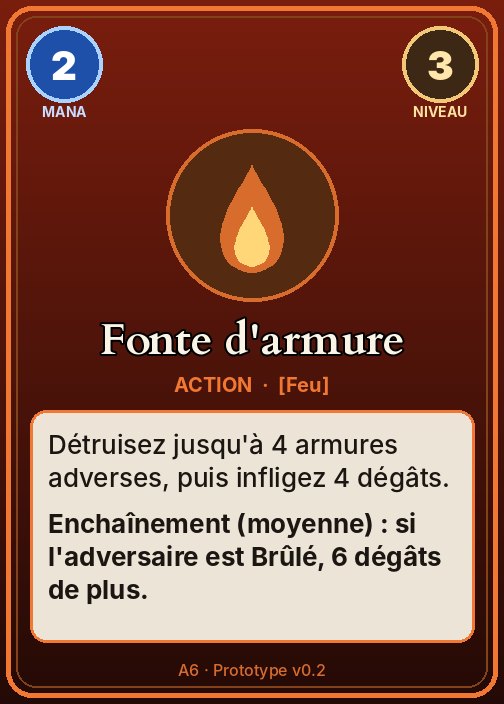 2
3
MANA
NIVEAU
Fonte d'armure
ACTION · [Feu]
Détruisez jusqu'à 4 armures
adverses, puis infligez 4 dégâts.
Enchaînement (moyenne) : si
l'adversaire est Brûlé, 6 dégâts
de plus.
A6 · Prototype v0.2